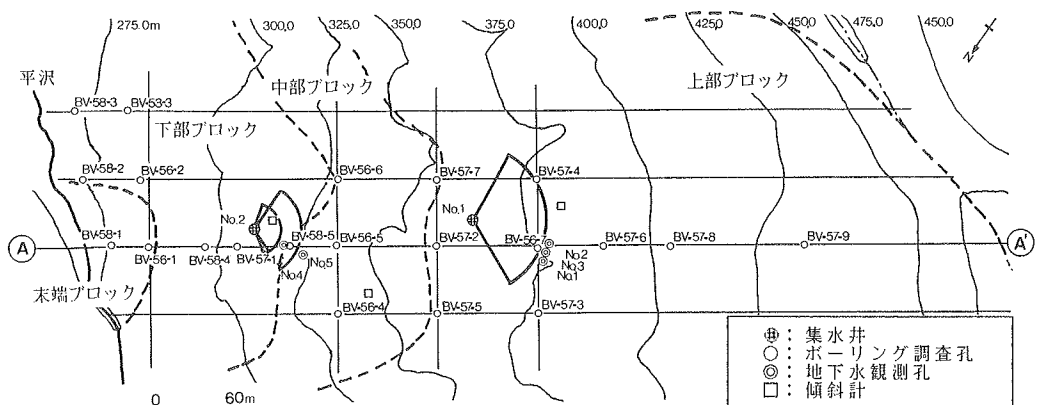 275.0m 300.0 325.0 350.0 375.0 400.0 425.0 450.0 475.0 450.0
N
平沢
中部ブロック
上部ブロック
BV-58-3 BV-53-3
下部ブロック
BV-58-2 BV-56-2 BV-56-6 BV-57-7 BV-57-4
No.2 No.1
A BV-58-1 BV-58-5 BV-56-5 BV-57-2 BV-56-7 BV-57-6 BV-57-8 BV-57-9 A'
BV-56-1 BV-58-4 BV-57-1 No.5 No.2
No.4 No.3
No.1
末端ブロック
BV-56-4 BV-57-5 BV-57-3
集水井
ボーリング調査孔
地下水観測孔
傾斜計
0 60m